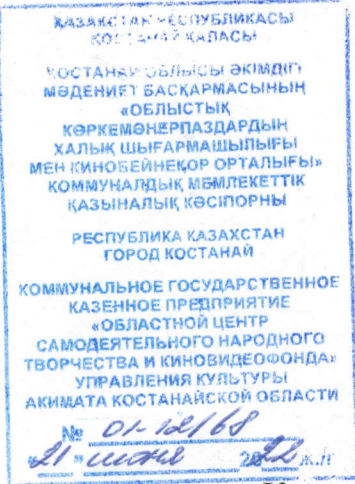 ҚАЗАҚСТАН РЕСПУБЛИКАСЫ
ҚОСТАНАЙ ҚАЛАСЫ
ҚОСТАНАЙ ОБЛЫСЫ ӘКІМДІГІ
МӘДЕНИЕТ БАСҚАРМАСЫНЫҢ
«ОБЛЫСТЫҚ
КӨРКЕМӨНЕРПАЗДАРДЫҢ
ХАЛЫҚ ШЫҒАРМАШЫЛЫҒЫ
МЕН КИНОБЕЙНЕҚОР ОРТАЛЫҒЫ»
КОММУНАЛДЫҚ МЕМЛЕКЕТТІК
ҚАЗЫНАЛЫҚ КӘСІПОРНЫ
РЕСПУБЛИКА КАЗАХСТАН
ГОРОД КОСТАНАЙ
КОММУНАЛЬНОЕ ГОСУДАРСТВЕННОЕ
КАЗЕННОЕ ПРЕДПРИЯТИЕ
«ОБЛАСТНОЙ ЦЕНТР
САМОДЕЯТЕЛЬНОГО НАРОДНОГО
ТВОРЧЕСТВА И КИНОВИДЕОФОНДА»
УПРАВЛЕНИЯ КУЛЬТУРЫ
АКИМАТА КОСТАНАЙСКОЙ ОБЛАСТИ
№ 01-12/68
«21» июня 2022 ж./г